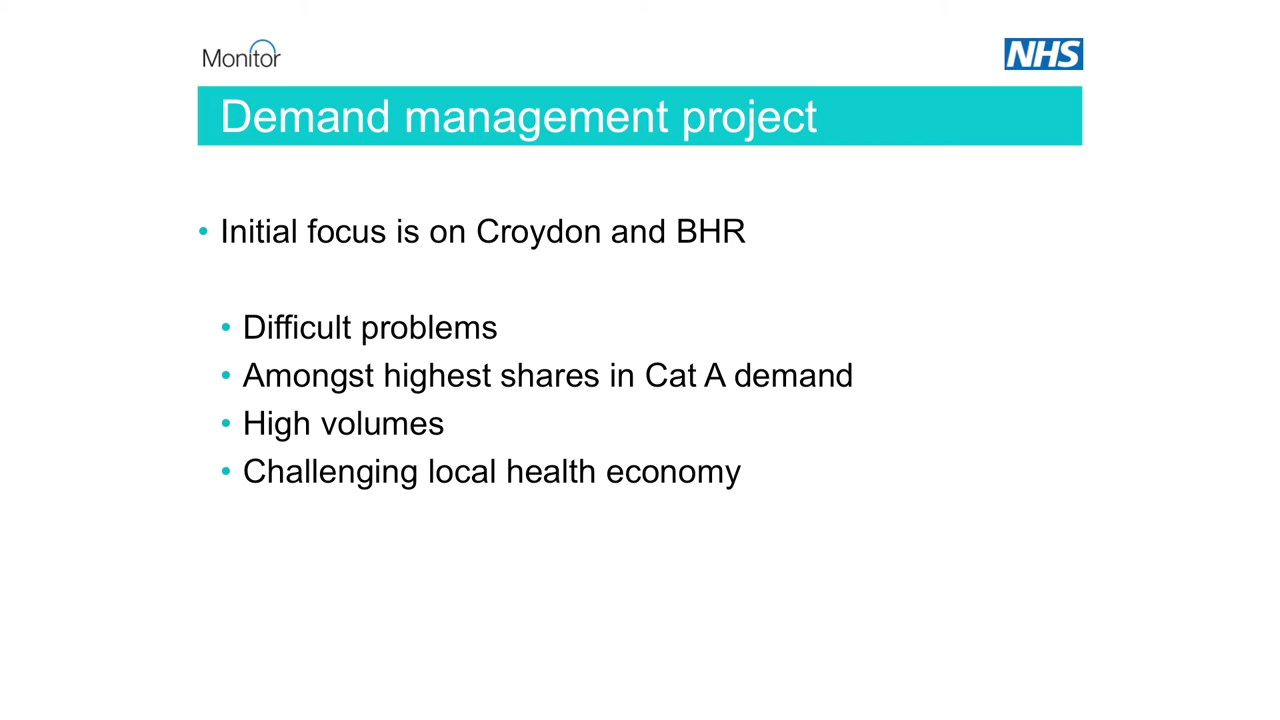 Monitor
NHS
Demand management project
• Initial focus is on Croydon and BHR
• Difficult problems
• Amongst highest shares in Cat A demand
• High volumes
• Challenging local health economy